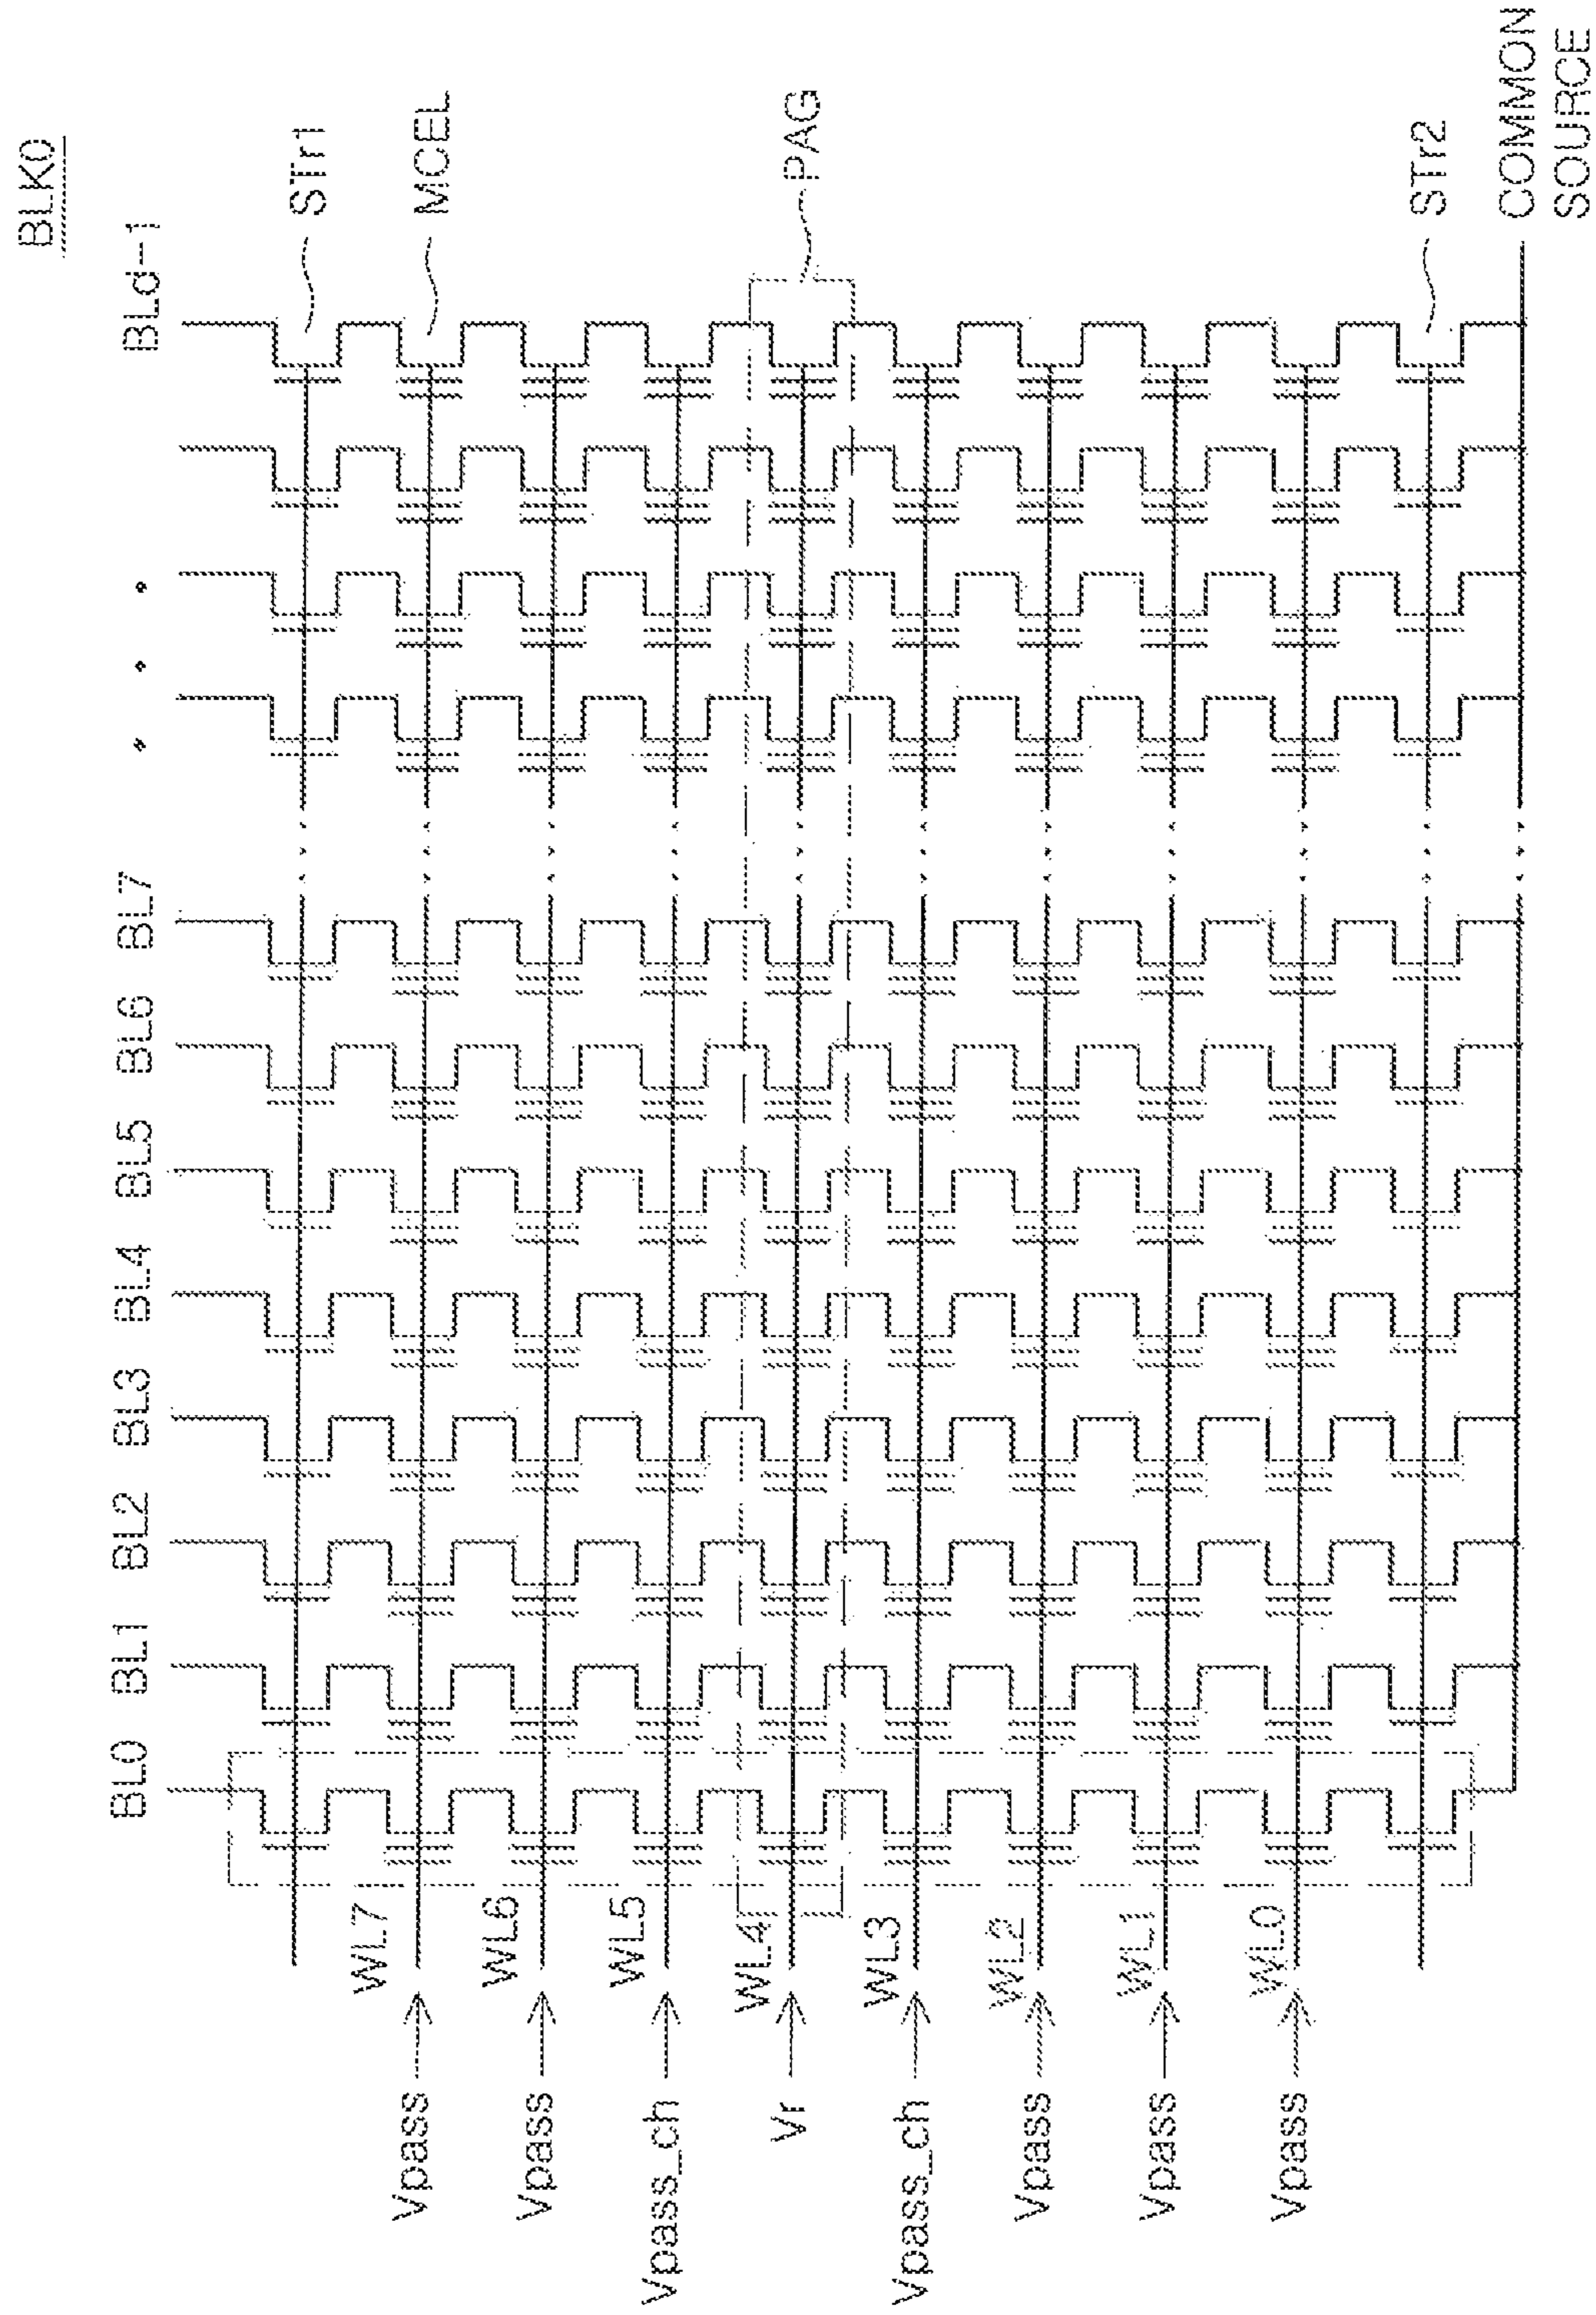 BLK0
BL0 BL1 BL2 BL3 BL4 BL5 BL6 BL7 • • • BLd-1
STr1
Vpass WL7 MCEL
Vpass WL6
Vpass_ch WL5
Vr WL4 PAG
Vpass_ch WL3
Vpass WL2
Vpass WL1
Vpass WL0
STr2
COMMON
SOURCE